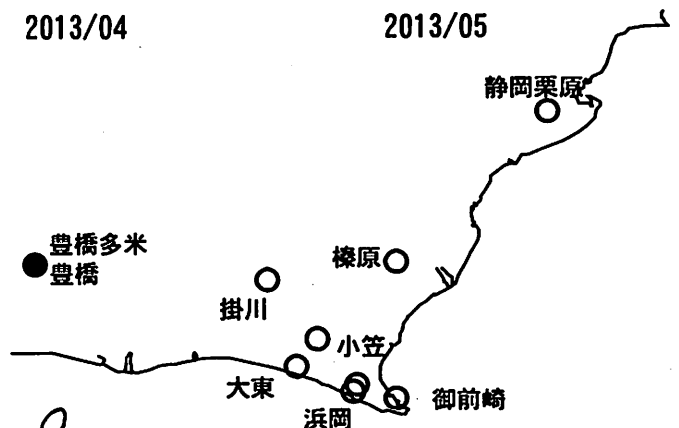 2013/04
2013/05
静岡栗原
豊橋多米
豊橋
榛原
掛川
小笠
大東
浜岡
御前崎